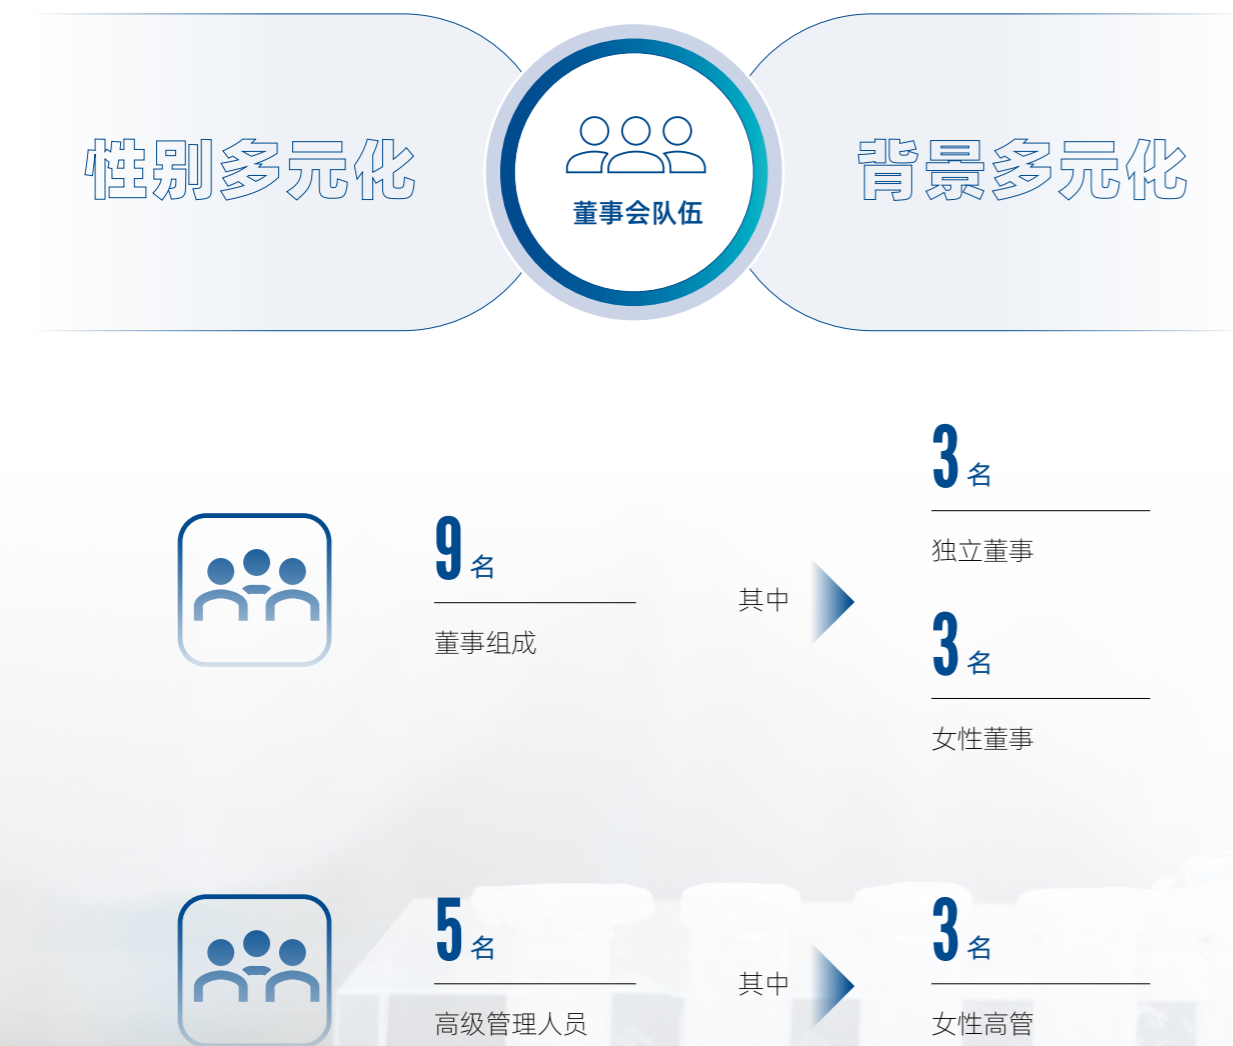 性别多元化
董事会队伍
背景多元化
9名
董事组成
其中
3名
独立董事
3名
女性董事
5名
高级管理人员
其中
3名
女性高管